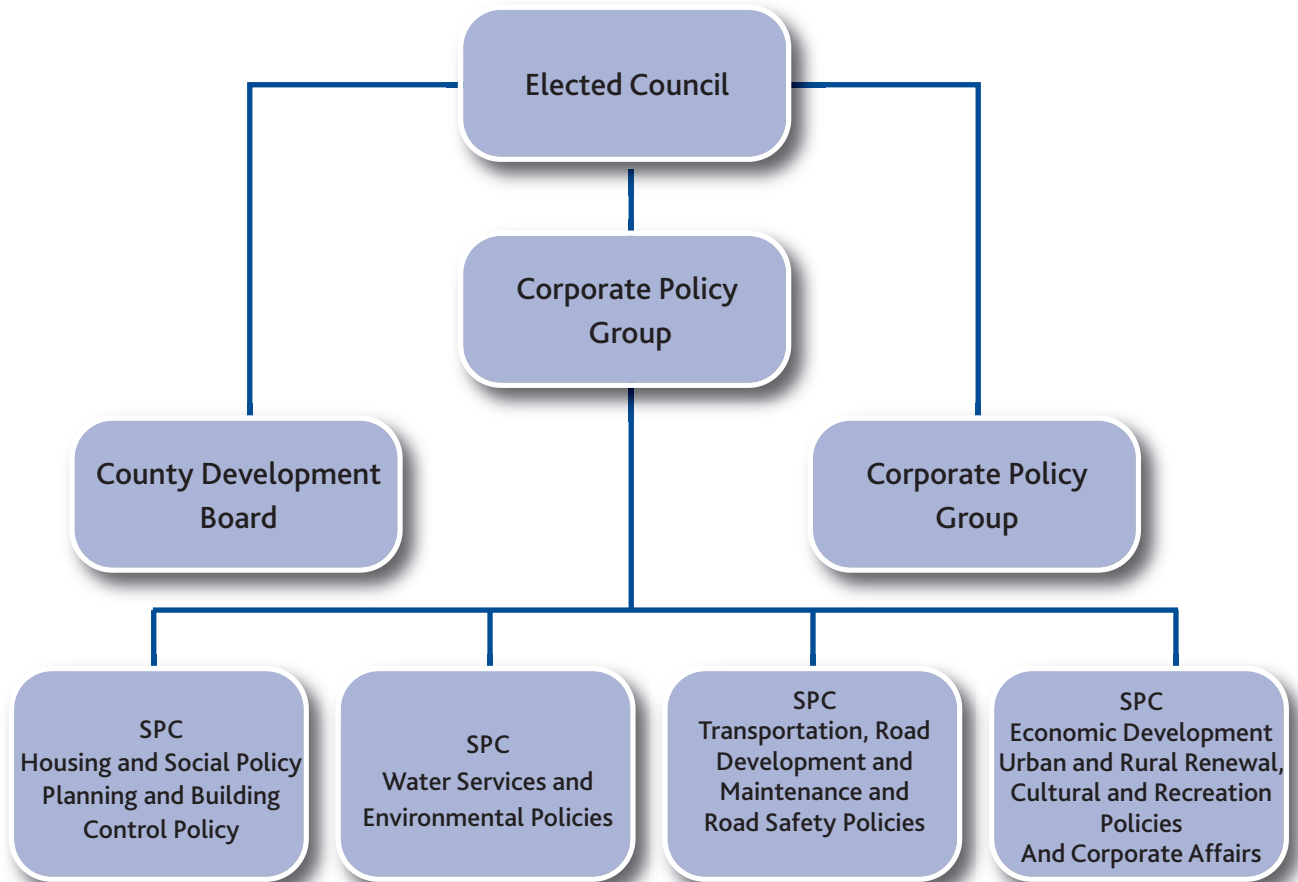 Elected Council
Corporate Policy
Group
County Development
Board
Corporate Policy
Group
SPC
Housing and Social Policy
Planning and Building
Control Policy
SPC
Water Services and
Environmental Policies
SPC
Transportation, Road
Development and
Maintenance and
Road Safety Policies
SPC
Economic Development
Urban and Rural Renewal,
Cultural and Recreation
Policies
And Corporate Affairs